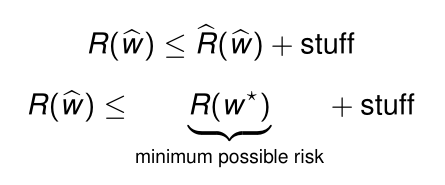 R(ŵ) ≤ R̂(ŵ) + stuff
R(ŵ) ≤ R(w⋆) + stuff
minimum possible risk